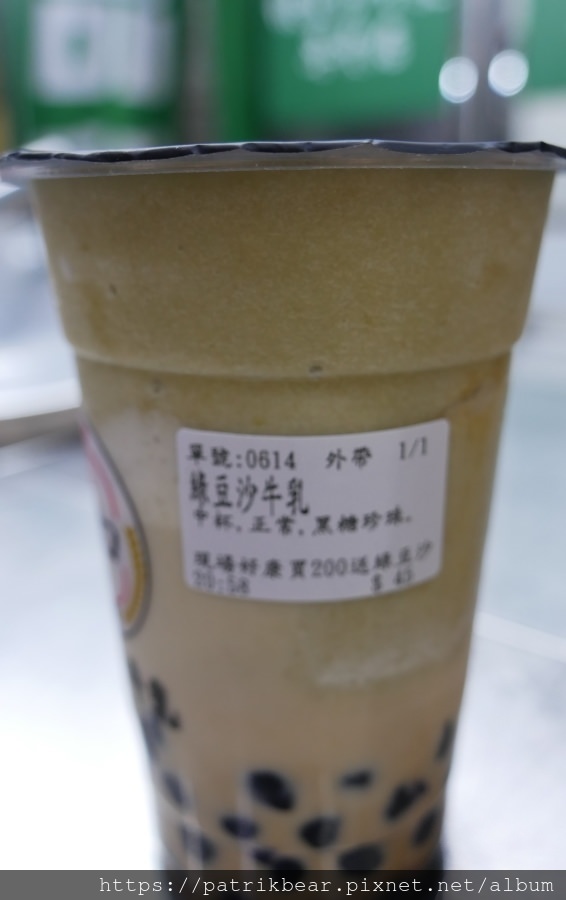 單號:0614 外帶 1/1
綠豆沙牛乳
中杯,正常,黑糖珍珠,
現場好康買200送綠豆沙
20:58 $ 45
https://patrikbear.pixnet.net/album